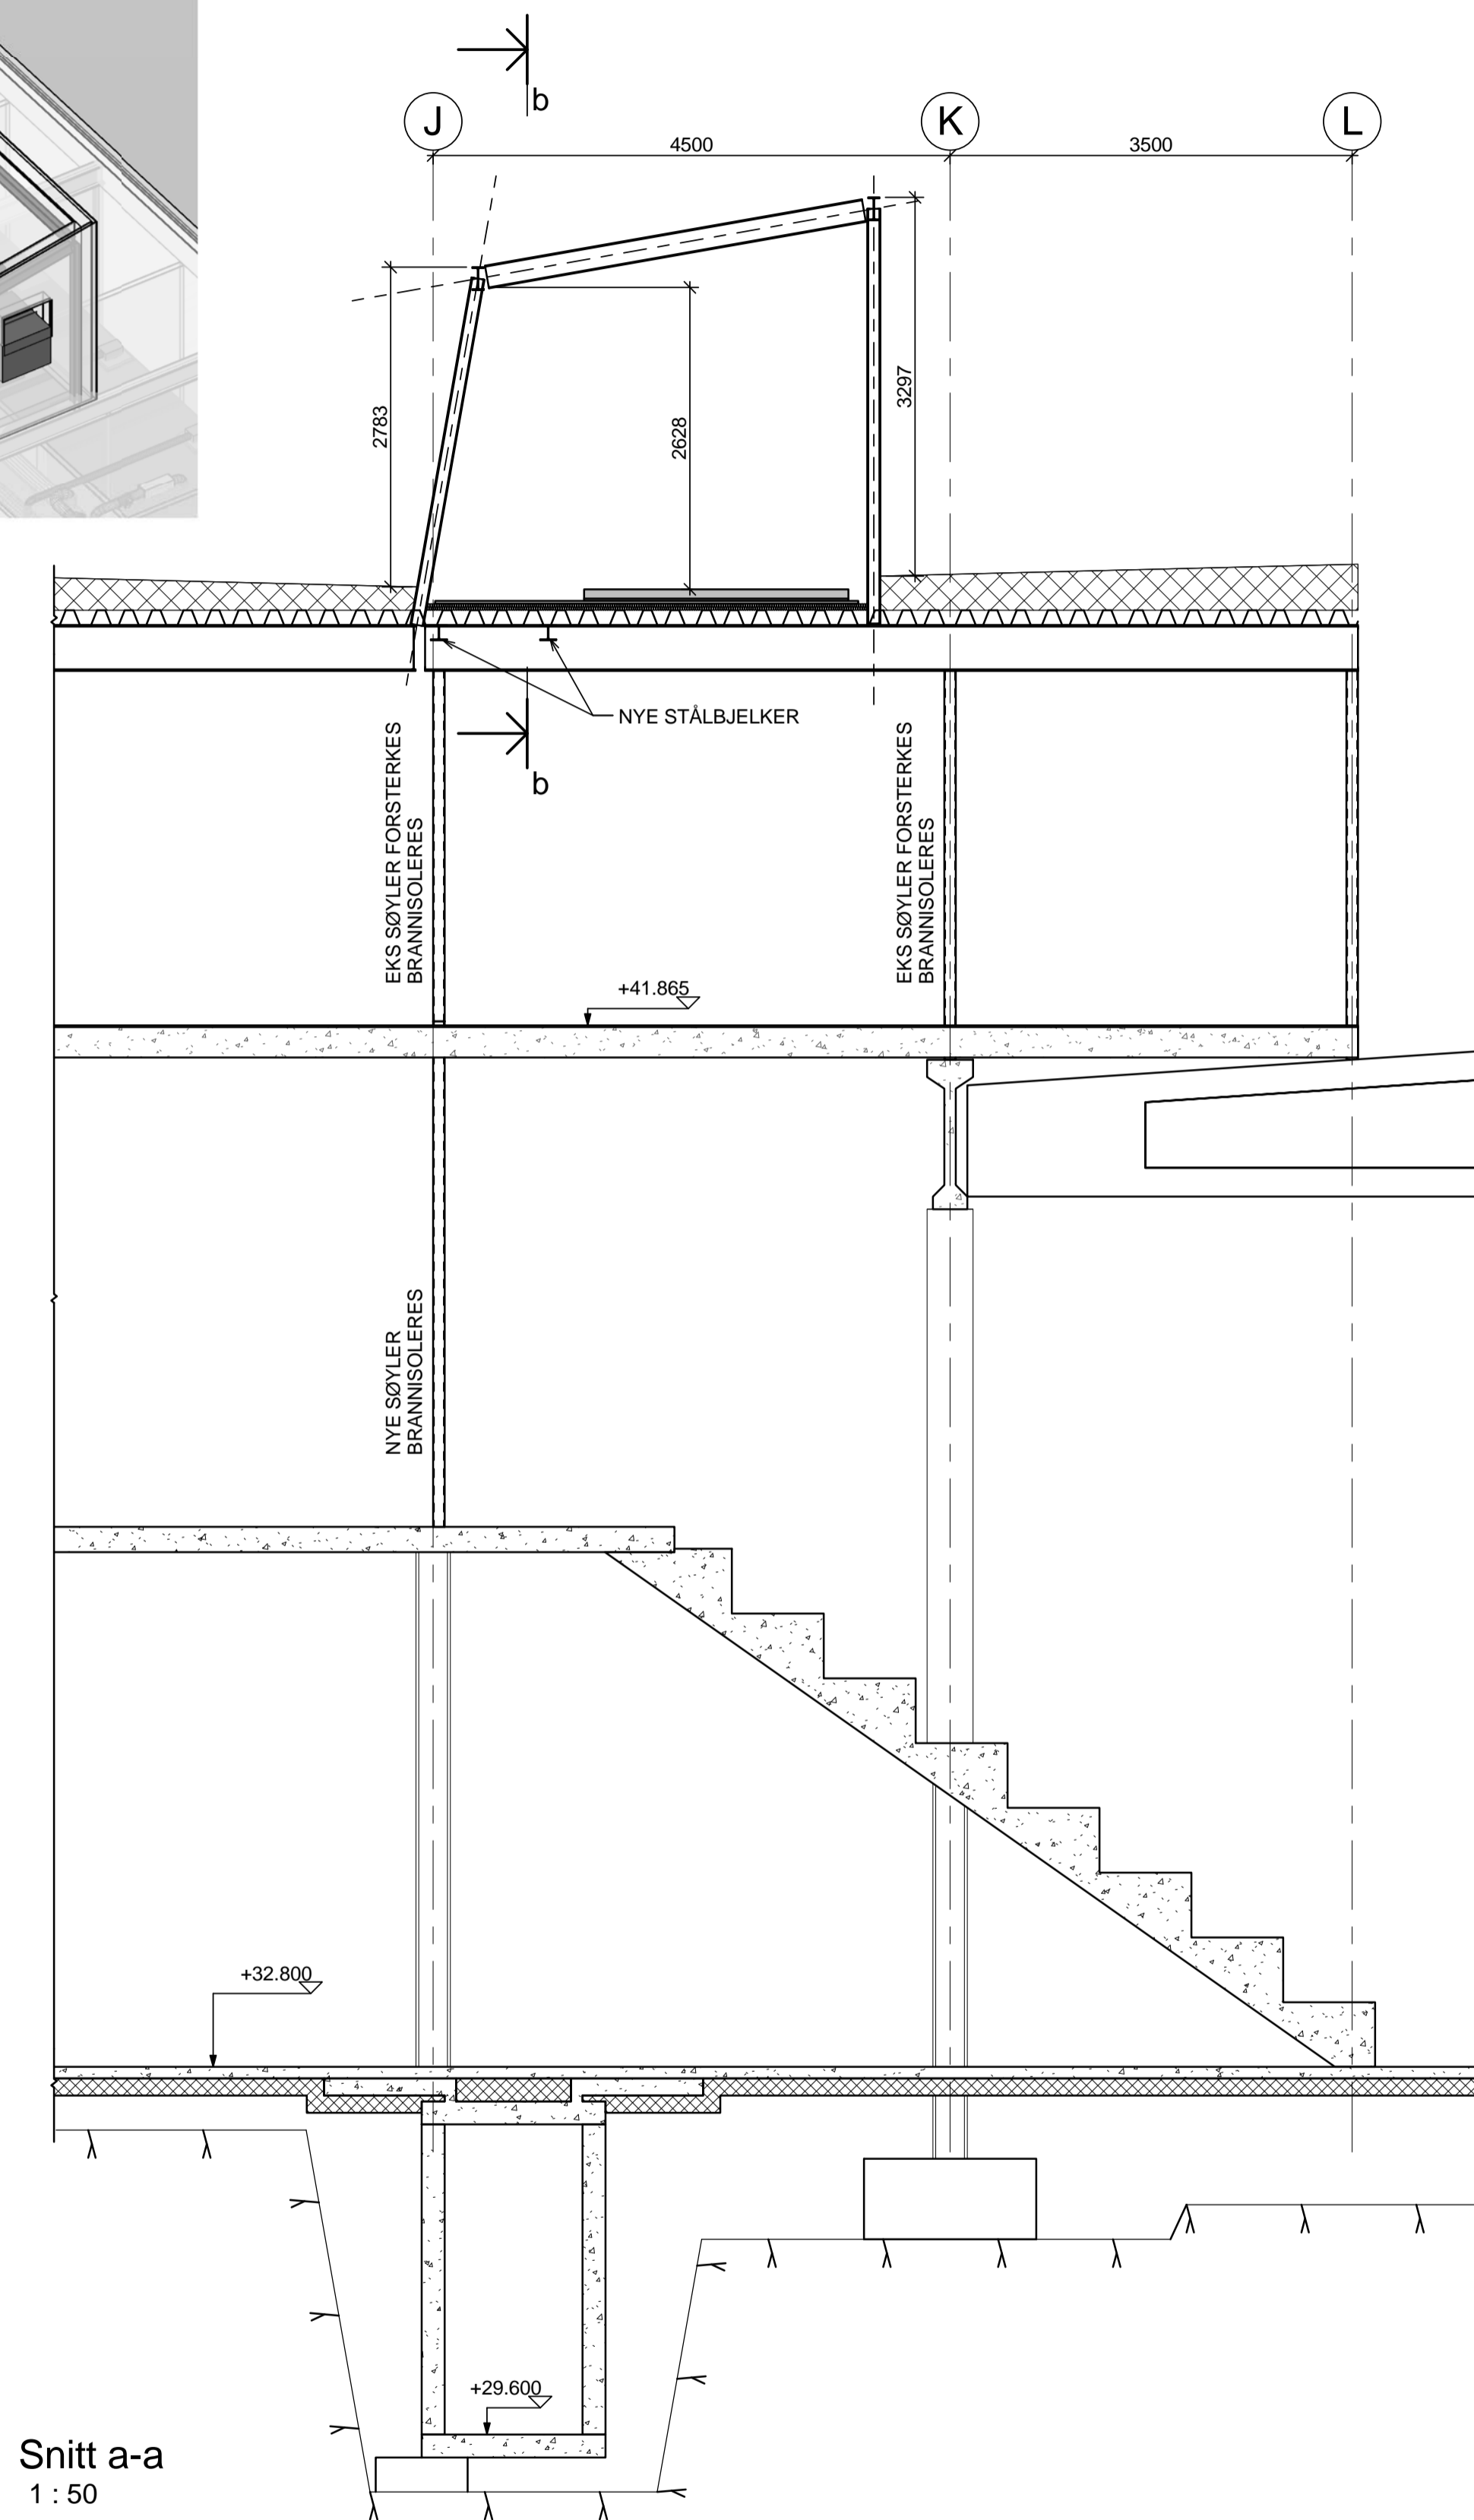 b
J
K
L
4500
3500
2783
2628
3297
NYE STÅLBJELKER
b
EKS SØYLER FORSTERKES
BRANNISOLERES
EKS SØYLER FORSTERKES
BRANNISOLERES
+41.865
NYE SØYLER
BRANNISOLERES
+32.800
+29.600
Snitt a-a
1 : 50